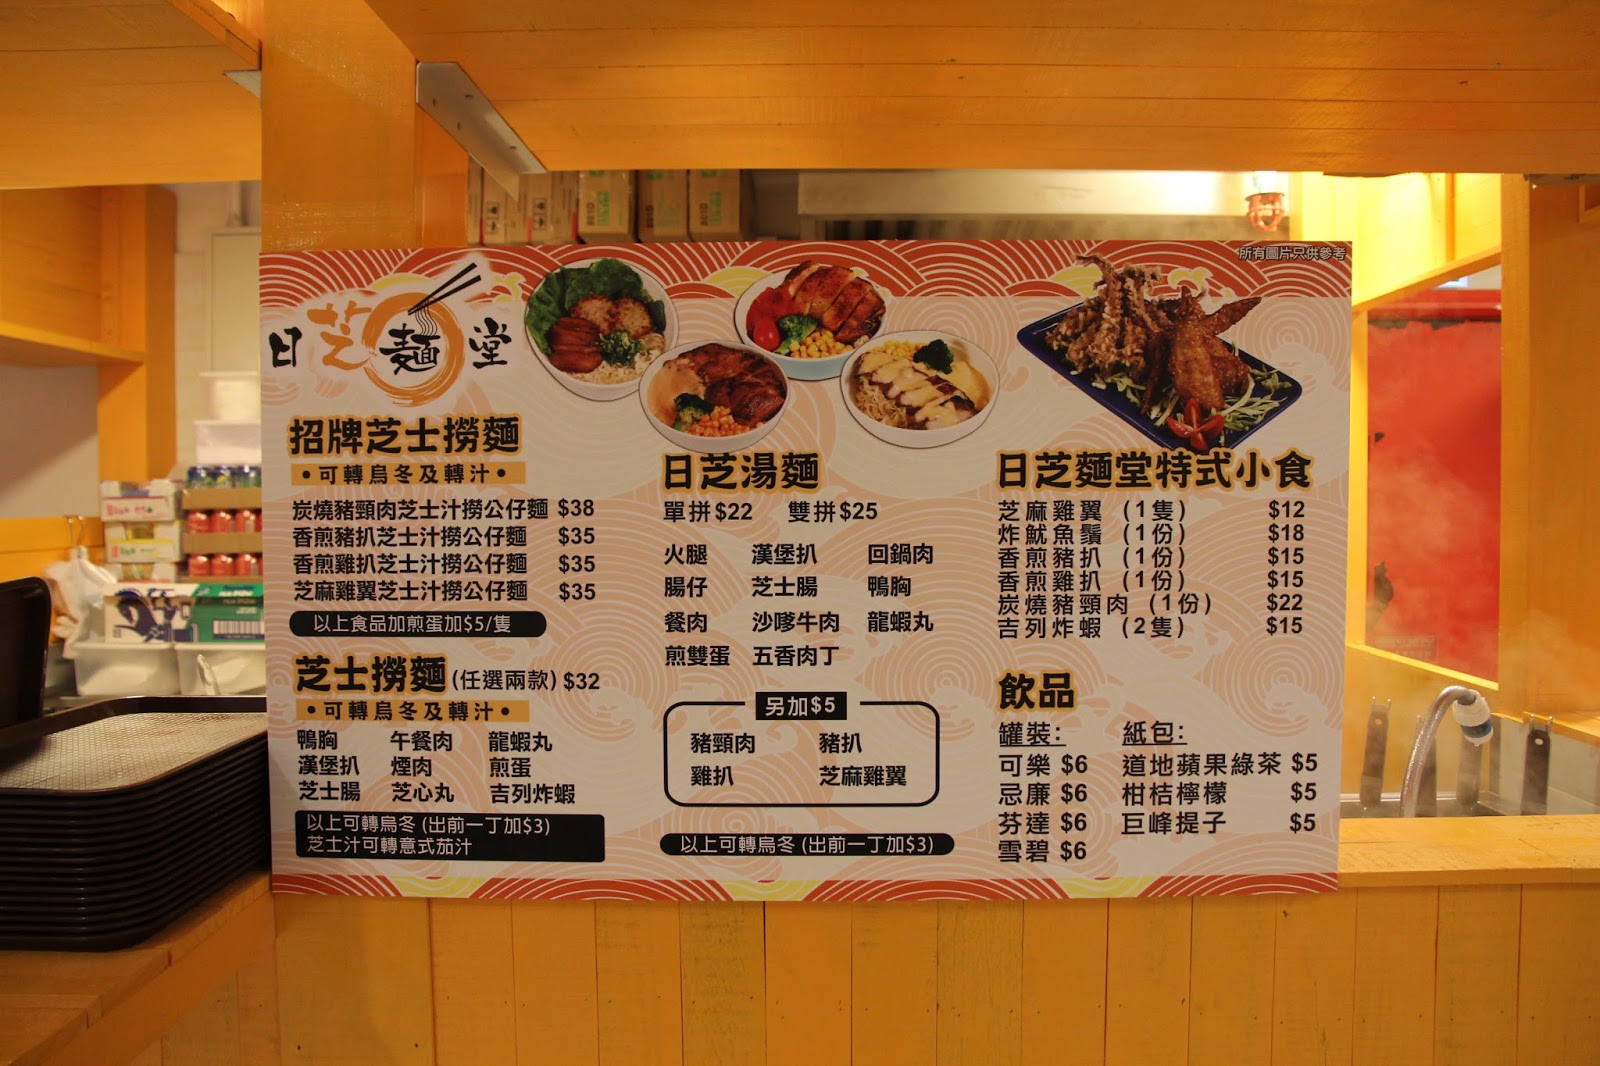 所有圖片只供參考
日芝麵堂
招牌芝士撈麵
•可轉烏冬及轉汁•
炭燒豬頸肉芝士汁撈公仔麵 $38
香煎豬扒芝士汁撈公仔麵 $35
香煎雞扒芝士汁撈公仔麵 $35
芝麻雞翼芝士汁撈公仔麵 $35
以上食品加煎蛋加$5/隻
芝士撈麵(任選兩款) $32
•可轉烏冬及轉汁•
鴨胸 午餐肉 龍蝦丸
漢堡扒 煙肉 煎蛋
芝士腸 芝心丸 吉列炸蝦
以上可轉烏冬(出前一丁加$3)
芝士汁可轉意式茄汁
日芝湯麵
單拼$22 雙拼$25
火腿 漢堡扒 回鍋肉
腸仔 芝士腸 鴨胸
餐肉 沙嗲牛肉 龍蝦丸
煎雙蛋 五香肉丁
另加$5
豬頸肉 豬扒
雞扒 芝麻雞翼
以上可轉烏冬(出前一丁加$3)
日芝麵堂特式小食
芝麻雞翼 (1隻) $12
炸魷魚鬚 (1份) $18
香煎豬扒 (1份) $15
香煎雞扒 (1份) $15
炭燒豬頸肉 (1份) $22
吉列炸蝦 (2隻) $15
飲品
罐裝: 紙包:
可樂 $6 道地蘋果綠茶 $5
忌廉 $6 柑桔檸檬 $5
芬達 $6 巨峰提子 $5
雪碧 $6